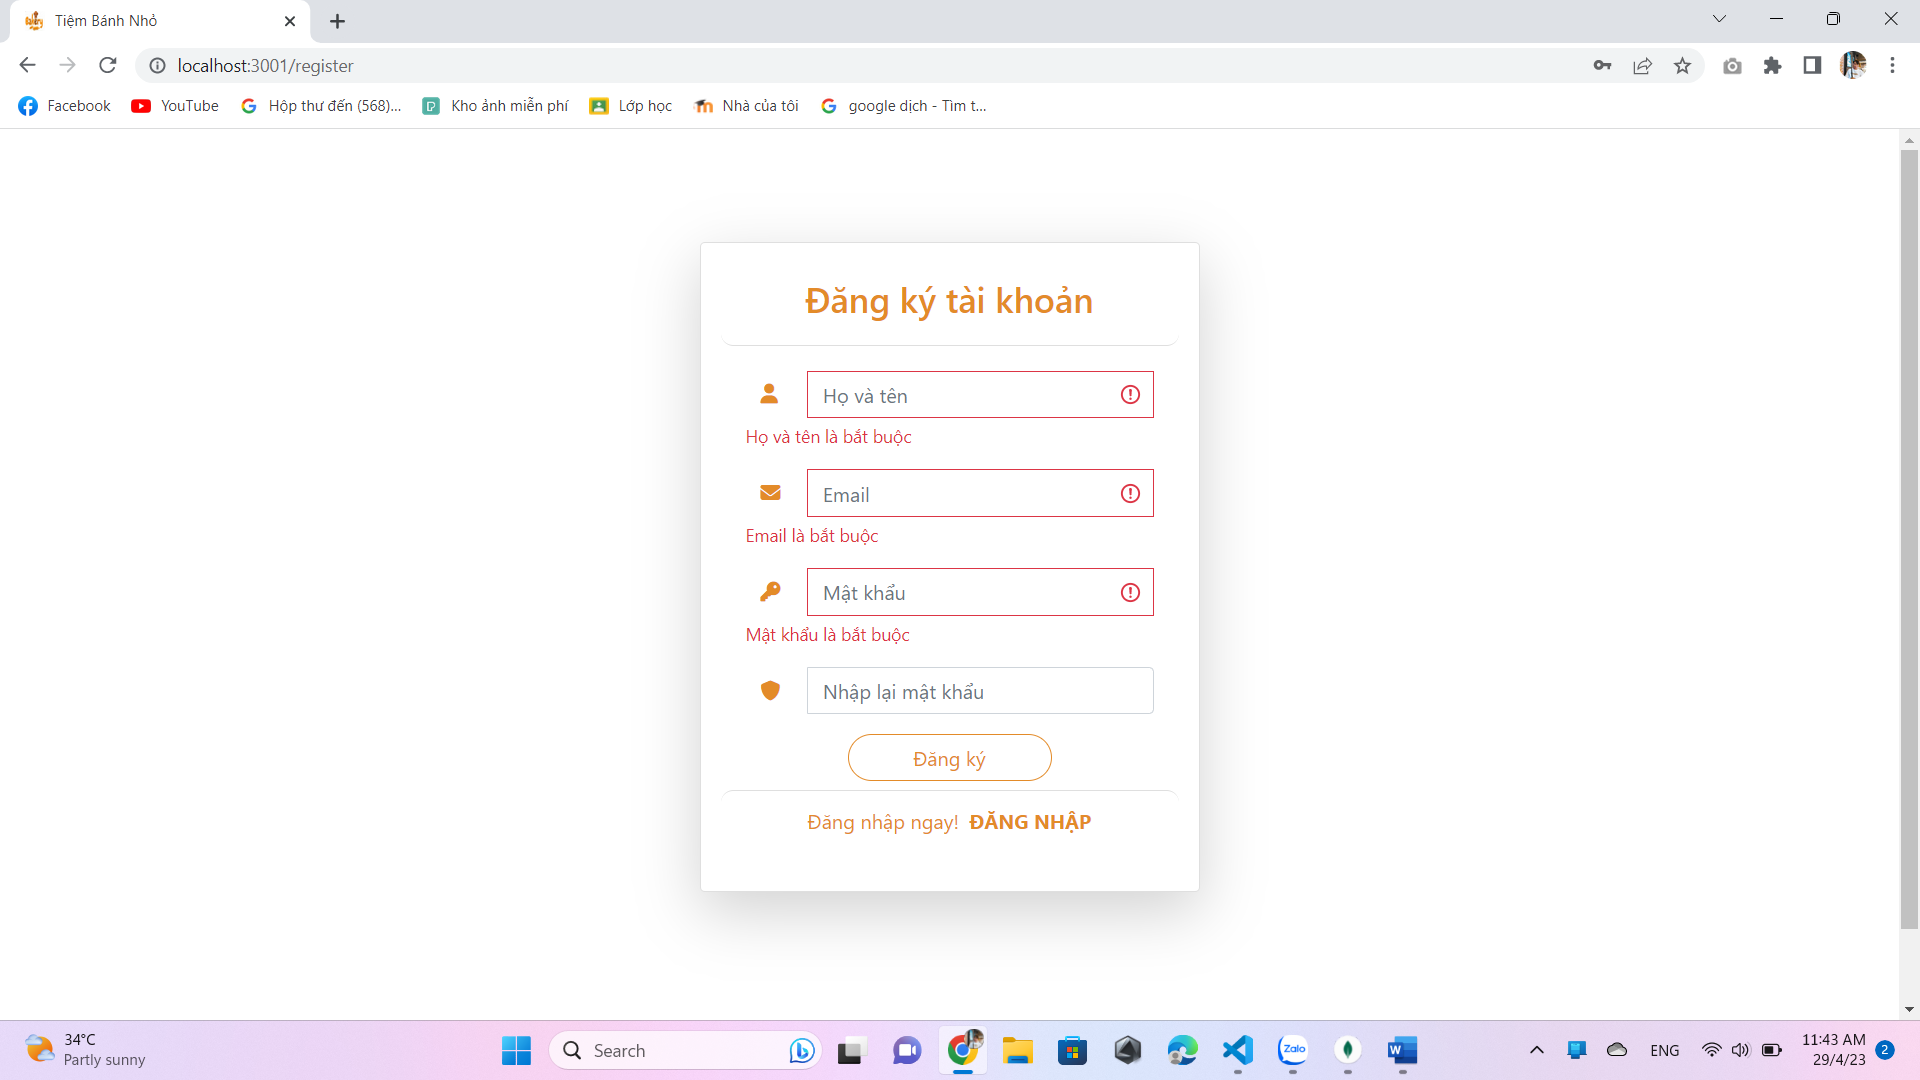 Tiệm Bánh Nhỏ
localhost:3001/register
Facebook YouTube Hộp thư đến (568)... Kho ảnh miễn phí Lớp học Nhà của tôi google dịch - Tìm t...
Đăng ký tài khoản
Họ và tên
Họ và tên là bắt buộc
Email
Email là bắt buộc
Mật khẩu
Mật khẩu là bắt buộc
Nhập lại mật khẩu
Đăng ký
Đăng nhập ngay! ĐĂNG NHẬP
34°C
Partly sunny
Search
Zalo
W
ENG
11:43 AM
29/4/23
2